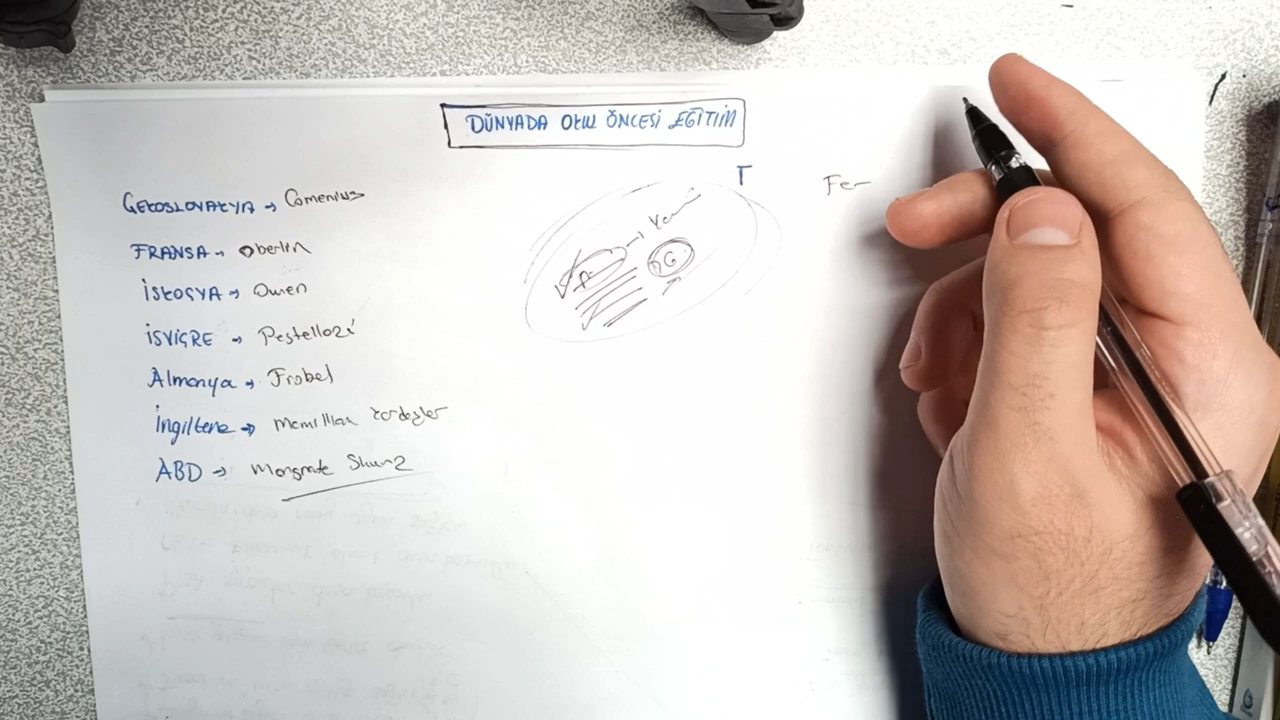 DÜNYADA OKUL ÖNCESİ EĞİTİM
ÇEKOSLOVAKYA → Comenius
FRANSA → Oberlin
İSKOÇYA → Owen
İSVİÇRE → Pestellozi
Almanya → Frobel
İngiltere → Mcmillan Kardeşler
ABD → Margrate Shurz
T
Fer
A
G